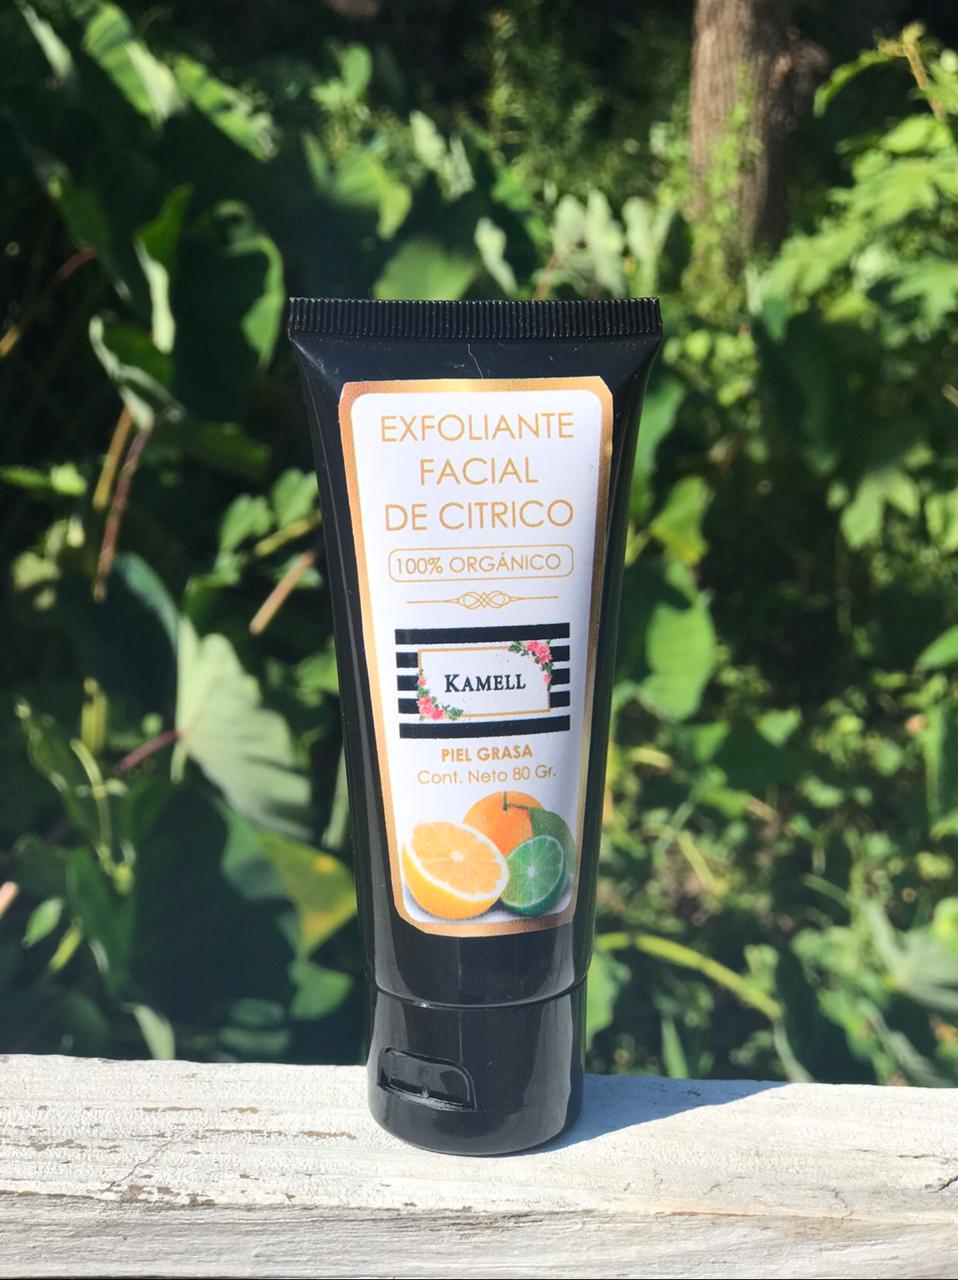 EXFOLIANTE
FACIAL
DE CITRICO
100% ORGÁNICO
KAMELL
PIEL GRASA
Cont. Neto 80 Gr.